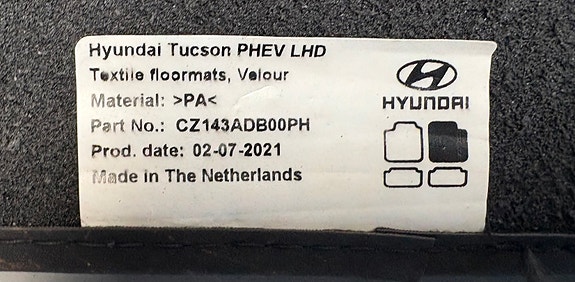 Hyundai Tucson PHEV LHD
Textile floormats, Velour
Material: >PA<
Part No.: CZ143ADB00PH
Prod. date: 02-07-2021
Made in The Netherlands
HYUNDAI